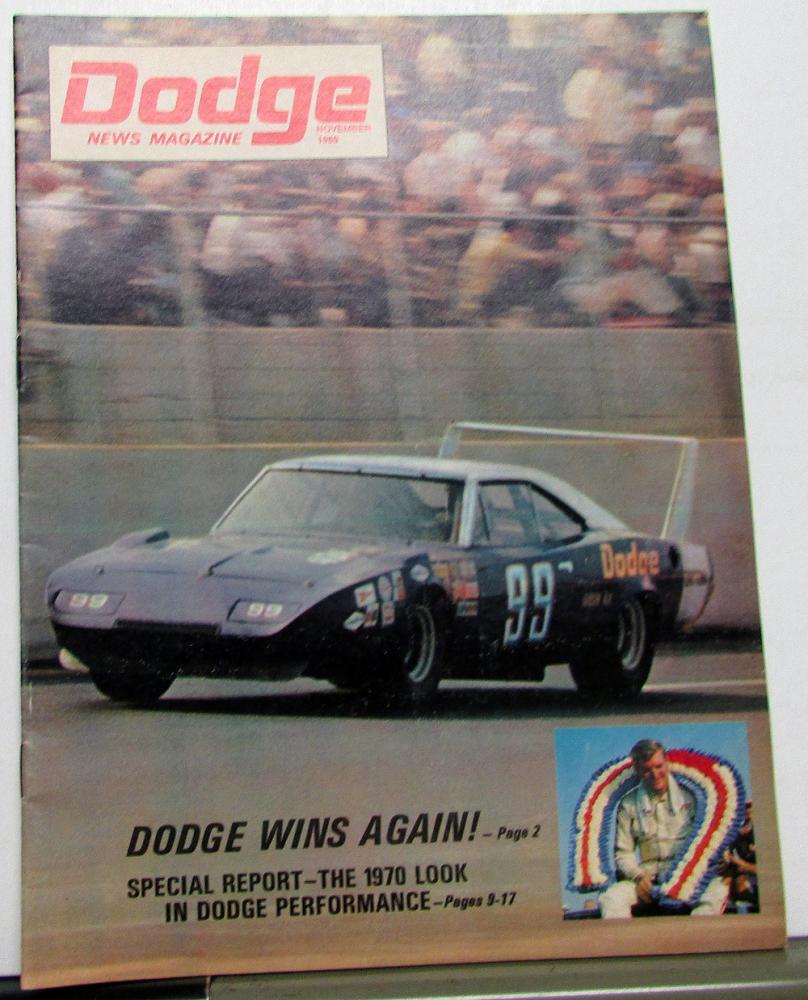 Dodge
NEWS MAGAZINE
NOVEMBER
1969
99
99
99
Dodge
DODGE WINS AGAIN! – Page 2
SPECIAL REPORT–THE 1970 LOOK
IN DODGE PERFORMANCE–Pages 9-17